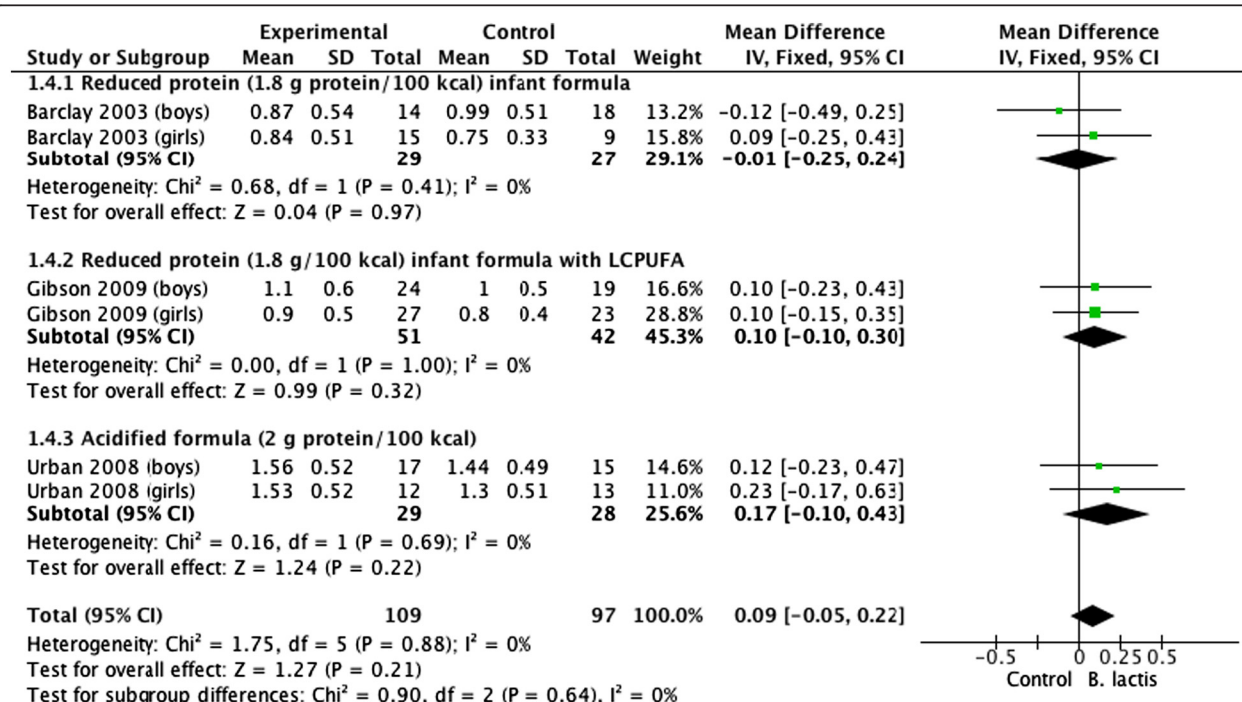 Experimental Control Mean Difference Mean Difference
Study or Subgroup Mean SD Total Mean SD Total Weight IV, Fixed, 95% CI IV, Fixed, 95% CI
1.4.1 Reduced protein (1.8 g protein/100 kcal) infant formula
Barclay 2003 (boys) 0.87 0.54 14 0.99 0.51 18 13.2% -0.12 [-0.49, 0.25]
Barclay 2003 (girls) 0.84 0.51 15 0.75 0.33 9 15.8% 0.09 [-0.25, 0.43]
Subtotal (95% CI) 29 27 29.1% -0.01 [-0.25, 0.24]
Heterogeneity: Chi² = 0.68, df = 1 (P = 0.41); I² = 0%
Test for overall effect: Z = 0.04 (P = 0.97)
1.4.2 Reduced protein (1.8 g/100 kcal) infant formula with LCPUFA
Gibson 2009 (boys) 1.1 0.6 24 1 0.5 19 16.6% 0.10 [-0.23, 0.43]
Gibson 2009 (girls) 0.9 0.5 27 0.8 0.4 23 28.8% 0.10 [-0.15, 0.35]
Subtotal (95% CI) 51 42 45.3% 0.10 [-0.10, 0.30]
Heterogeneity: Chi² = 0.00, df = 1 (P = 1.00); I² = 0%
Test for overall effect: Z = 0.99 (P = 0.32)
1.4.3 Acidified formula (2 g protein/100 kcal)
Urban 2008 (boys) 1.56 0.52 17 1.44 0.49 15 14.6% 0.12 [-0.23, 0.47]
Urban 2008 (girls) 1.53 0.52 12 1.3 0.51 13 11.0% 0.23 [-0.17, 0.63]
Subtotal (95% CI) 29 28 25.6% 0.17 [-0.10, 0.43]
Heterogeneity: Chi² = 0.16, df = 1 (P = 0.69); I² = 0%
Test for overall effect: Z = 1.24 (P = 0.22)
Total (95% CI) 109 97 100.0% 0.09 [-0.05, 0.22]
Heterogeneity: Chi² = 1.75, df = 5 (P = 0.88); I² = 0%
Test for overall effect: Z = 1.27 (P = 0.21)
Test for subgroup differences: Chi² = 0.90, df = 2 (P = 0.64), I² = 0%
-0.5 0 0.25 0.5
Control B. lactis